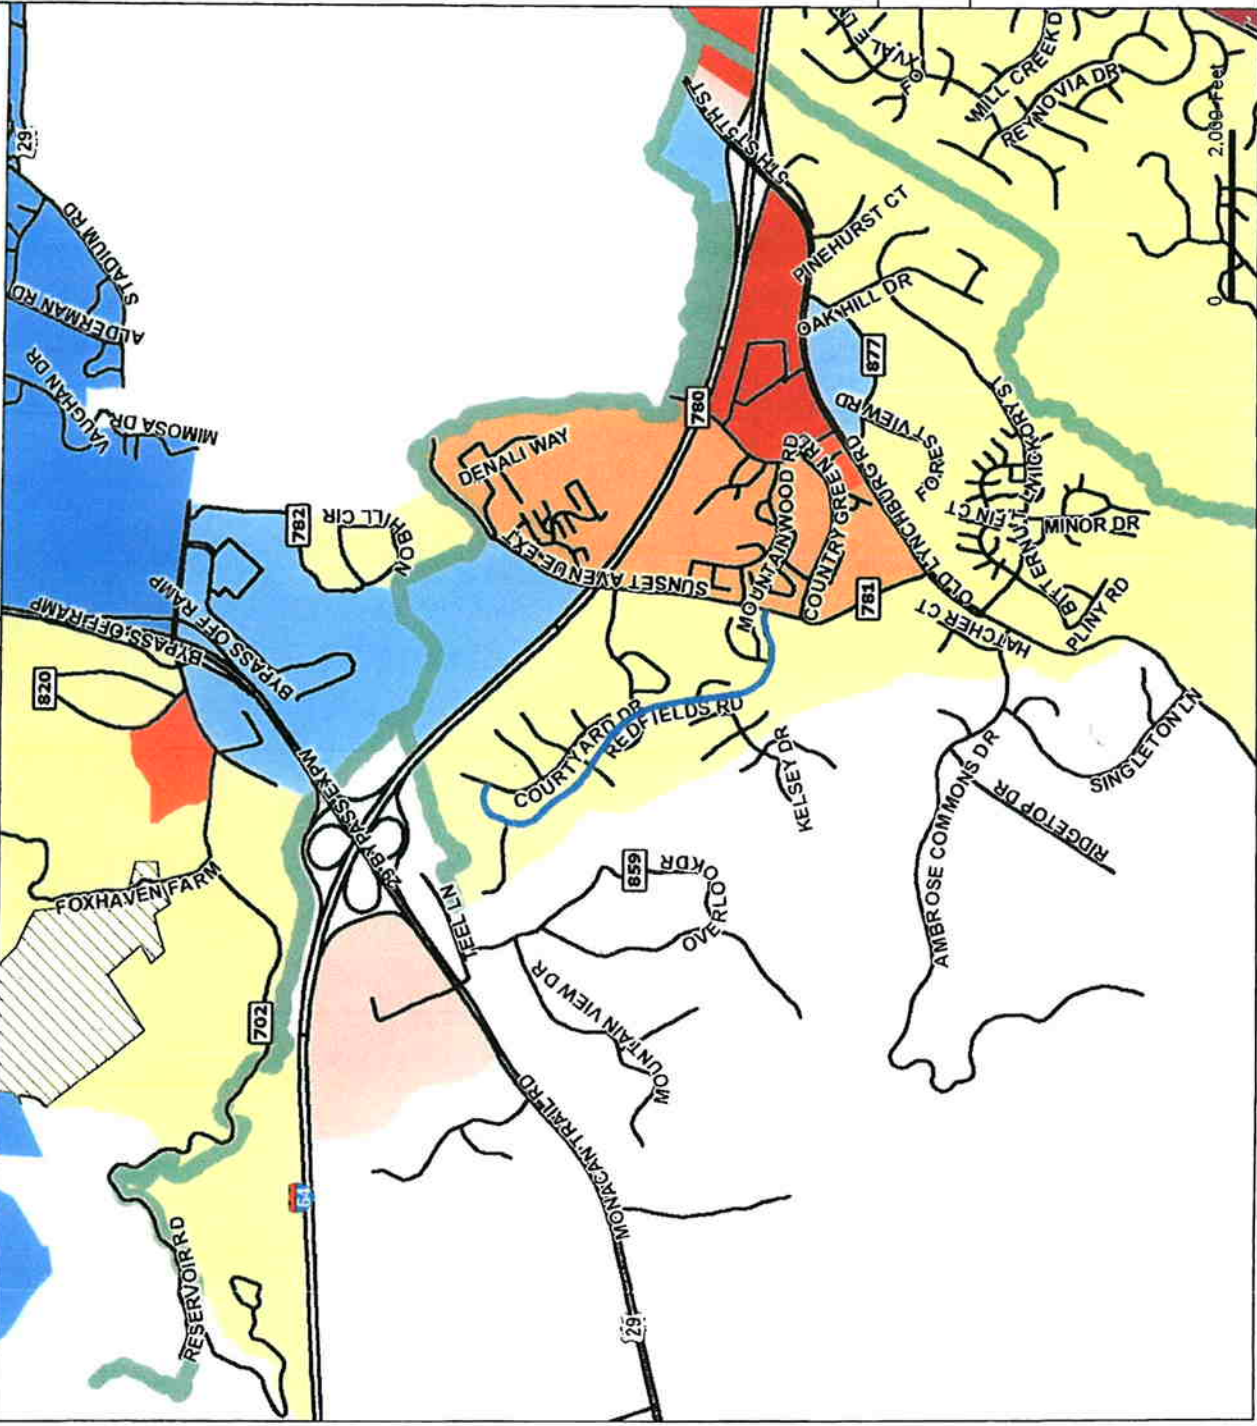 29
STADIUM RD
ALDERMAN RD
VAUGHAN DR
MIMOSA DR
782
NOB HILL CIR
BYPASS OFF RAMP
BYPASS OFF RAMP
820
DENALI WAY
SUNSET AVENUE EXT
780
5TH ST
5TH ST
FOXVALE LN
MILL CREEK D
REYNOVIA DR
0 2,000 Feet
PINEHURST CT
OAK HILL DR
877
FOREST VIEW RD
OLD LYNCHBURG RD
COUNTRY GREEN RD
MOUNTAINWOOD RD
781
MINOR DR
PLINY RD
HATCHER CT
COURTYARD DR
REDFIELDS RD
KELSEY DR
29 BYPASS EXPW
29 BYPASS
FOXHAVEN FARM
702
TEEL LN
859
OVERLOOK DR
MOUNTAIN VIEW DR
AMBROSE COMMONS DR
RIDGETOP DR
SINGLETON LN
MONACAN TRAIL RD
64
29
RESERVOIR RD